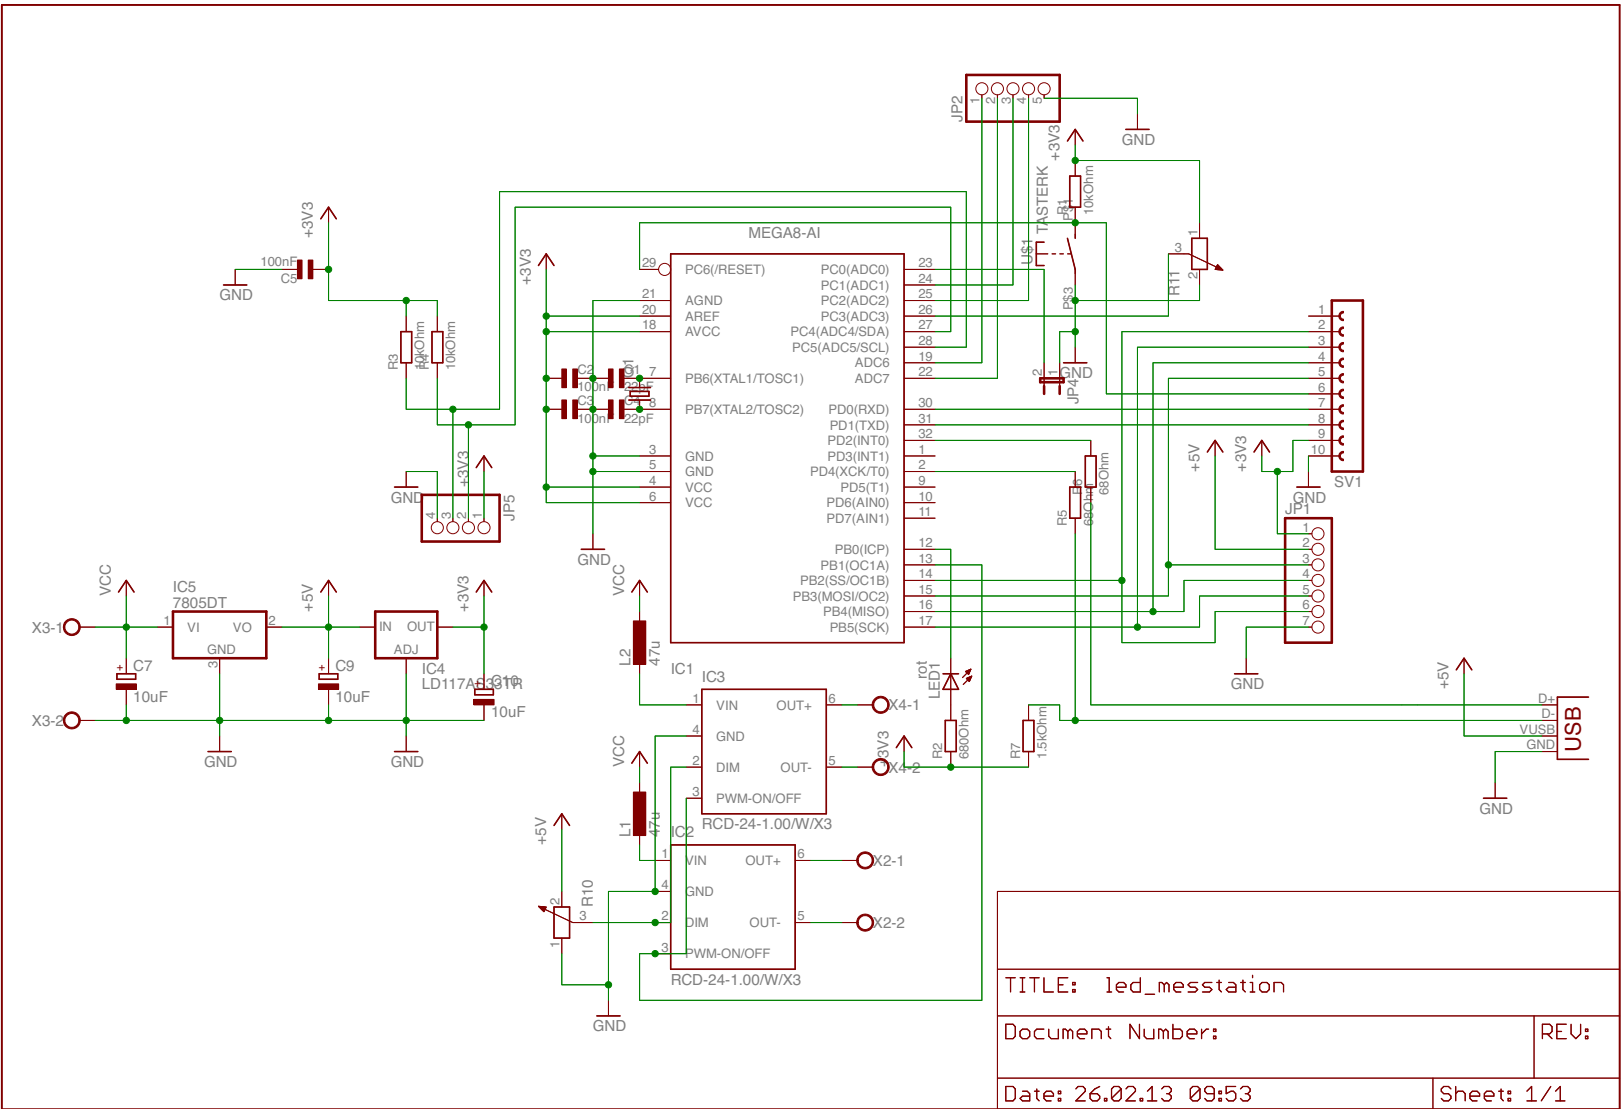 JP2
1
2
3
4
5
GND
+3V3
TASTERK
R1
10kOhm
MEGA8-AI
U$1
3
1
2
R11
+3V3
100nF
C5
GND
+3V3
29 PC6(/RESET)
21 AGND
20 AREF
18 AVCC
7 PB6(XTAL1/TOSC1)
8 PB7(XTAL2/TOSC2)
3 GND
5 GND
4 VCC
6 VCC
PC0(ADC0) 23
PC1(ADC1) 24
PC2(ADC2) 25
PC3(ADC3) 26
PC4(ADC4/SDA) 27
PC5(ADC5/SCL) 28
ADC6 19
ADC7 22
PD0(RXD) 30
PD1(TXD) 31
PD2(INT0) 32
PD3(INT1) 1
PD4(XCK/T0) 2
PD5(T1) 9
PD6(AIN0) 10
PD7(AIN1) 11
PB0(ICP) 12
PB1(OC1A) 13
PB2(SS/OC1B) 14
PB3(MOSI/OC2) 15
PB4(MISO) 16
PB5(SCK) 17
IC1
C2
100nF
C3
100nF
22pF
GND
R3
10kOhm
10kOhm
GND
+3V3
4
3
2
1
JP5
2
1
JP4
GND
1
2
3
4
5
6
7
8
9
10
SV1
GND
+5V
+3V3
68Ohm
R5
68Ohm
JP1
1
2
3
4
5
6
7
GND
VCC
X3-1
X3-2
IC5
7805DT
1 VI VO 2
GND
3
+5V
IN OUT
ADJ
IC4
+3V3
C7
10uF
C9
10uF
10uF
GND
GND
VCC
L2
47u
IC3
1 VIN
4 GND
2 DIM
3 PWM-ON/OFF
OUT+ 6
OUT- 5
RCD-24-1.00/W/X3
X4-1
X4-2
VCC
L1
47u
IC2
1 VIN
4 GND
2 DIM
3 PWM-ON/OFF
OUT+ 6
OUT- 5
RCD-24-1.00/W/X3
X2-1
X2-2
+5V
R10
2
3
1
GND
rot
LED1
R2
680Ohm
+3V3
R7
1.5kOhm
+5V
D+
D-
VUSB
GND
USB
GND
TITLE: led_messtation
Document Number:
REV:
Date: 26.02.13 09:53
Sheet: 1/1